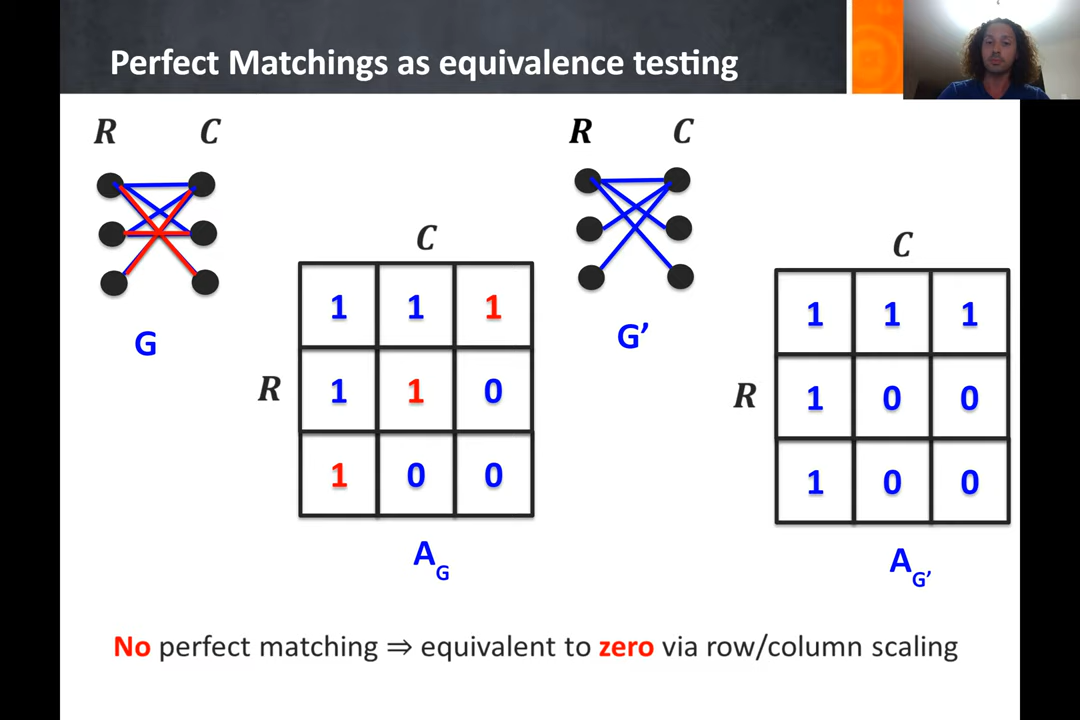 Perfect Matchings as equivalence testing
R C
G
C
R
1 1 1
1 1 0
1 0 0
A_G
R C
G’
C
R
1 1 1
1 0 0
1 0 0
A_G’
No perfect matching ⇒ equivalent to zero via row/column scaling